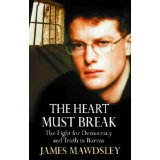 THE HEART
MUST BREAK
The Fight for Democracy
and Truth in Burma
JAMES MAWDSLEY